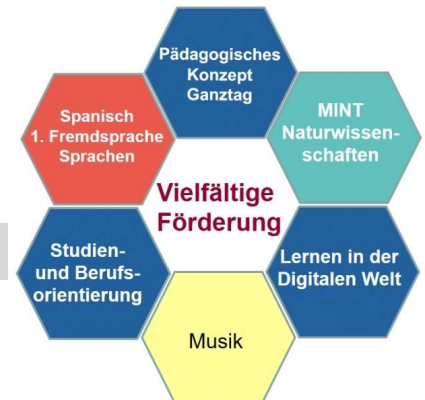 Pädagogisches
Konzept
Ganztag
Spanisch
1. Fremdsprache
Sprachen
MINT
Naturwissen-
schaften
Vielfältige
Förderung
Studien-
und Berufs-
orientierung
Lernen in der
Digitalen Welt
Musik